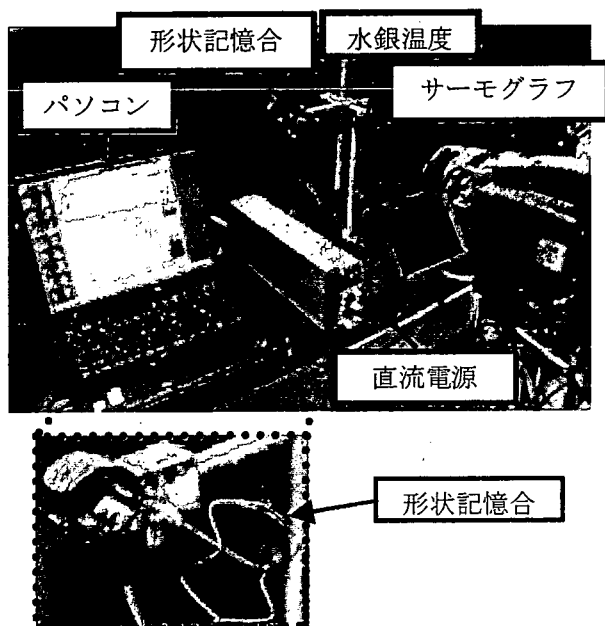 形状記憶合
水銀温度
パソコン
サーモグラフ
直流電源
形状記憶合